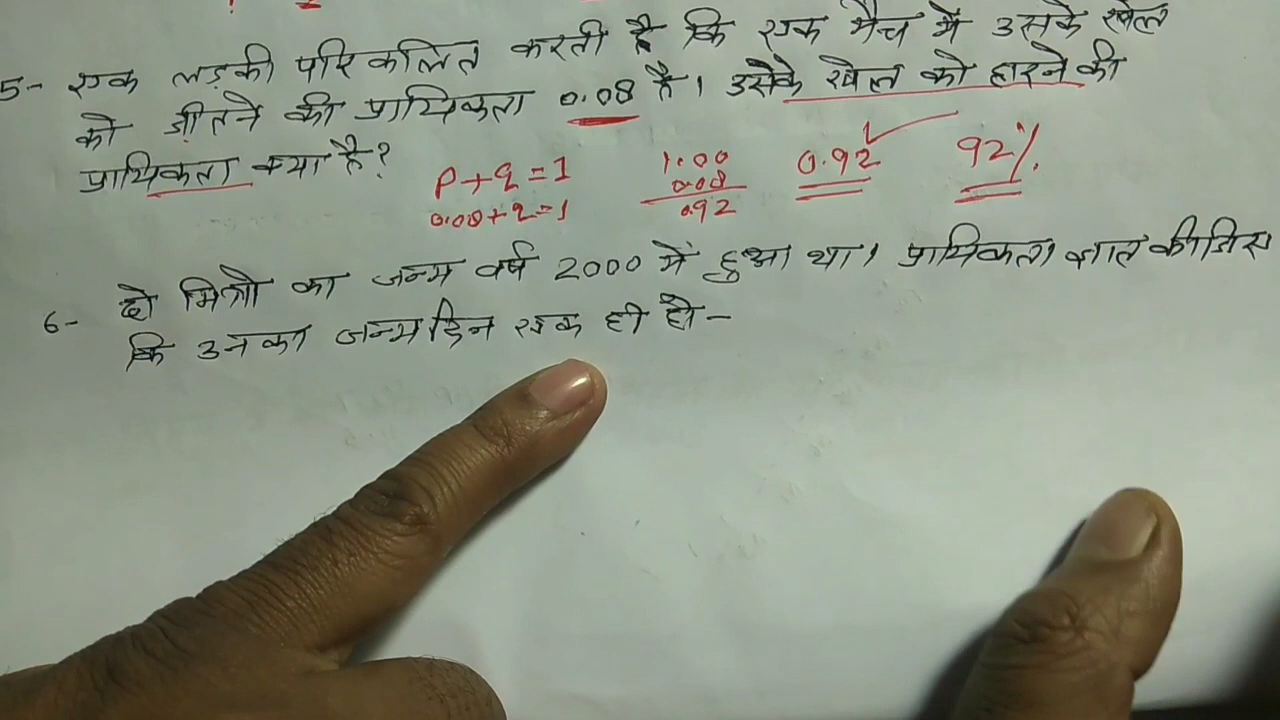 5- एक लड़की परिकलित करती है कि एक मैच में उसके खेल
को जीतने की प्रायिकता 0.08 है। उसके खेल को हारने की
प्रायिकता क्या है?
P+q=1
0.08+q=1
1.00
0.08
0.92
0.92
92%
6- दो मित्रो का जन्म वर्ष 2000 में हुआ था। प्रायिकता ज्ञात कीजिए
कि उनका जन्मदिन एक ही हो-